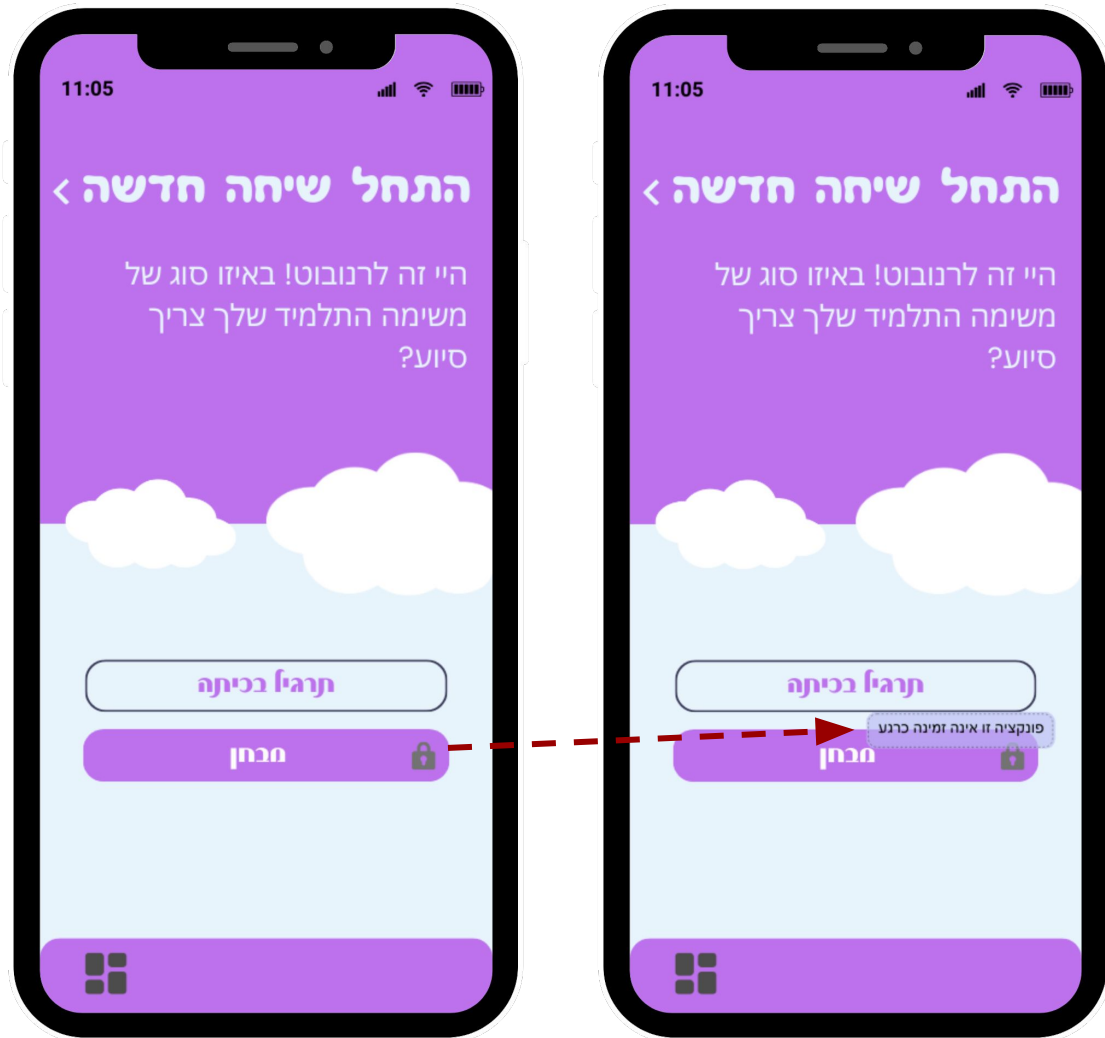 11:05
התחל שיחה חדשה
היי זה לרנובוט! באיזו סוג של
משימה התלמיד שלך צריך
סיוע?
תרגיל בכיתה
מבחן
11:05
התחל שיחה חדשה
היי זה לרנובוט! באיזו סוג של
משימה התלמיד שלך צריך
סיוע?
תרגיל בכיתה
פונקציה זו אינה זמינה כרגע
מבחן